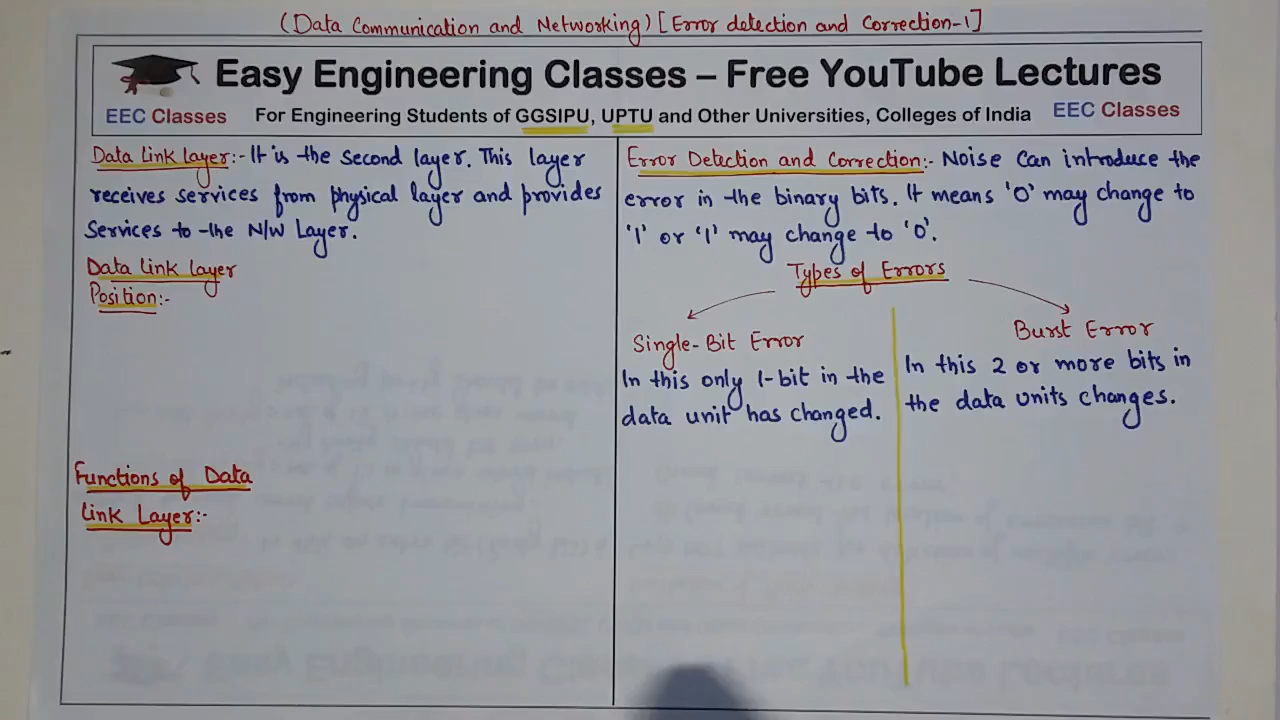 (Data Communication and Networking) [Error detection and Correction-1]
Easy Engineering Classes – Free YouTube Lectures
EEC Classes
For Engineering Students of GGSIPU, UPTU and Other Universities, Colleges of India
EEC Classes
Data Link layer:- It is the second layer. This layer
receives services from physical layer and provides
Services to the N/W Layer.
Data Link layer
Position:-
Functions of Data
Link Layer:-
Error Detection and Correction:- Noise Can introduce the
error in the binary bits. It means '0' may change to
'1' or '1' may change to '0'.
Types of Errors
Single-Bit Error
In this only 1-bit in the
data unit has changed.
Burst Error
In this 2 or more bits in
the data units changes.